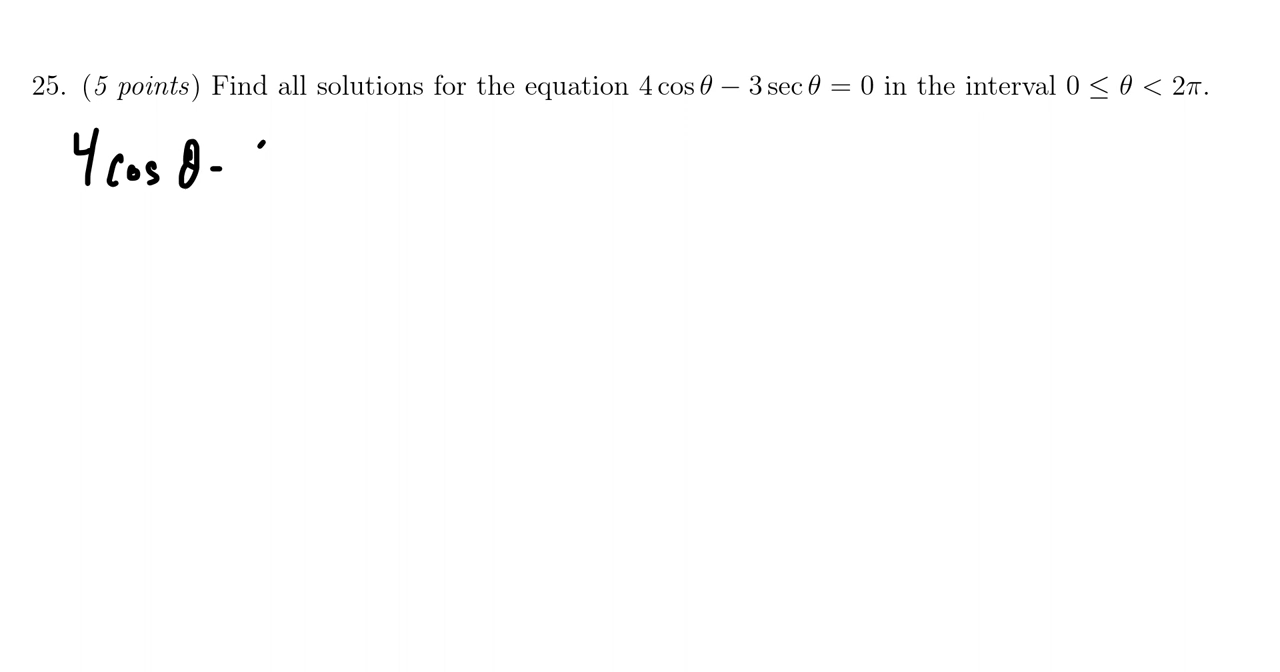 25. (5 points) Find all solutions for the equation 4 cos θ − 3 sec θ = 0 in the interval 0 ≤ θ < 2π.
4 cos θ -